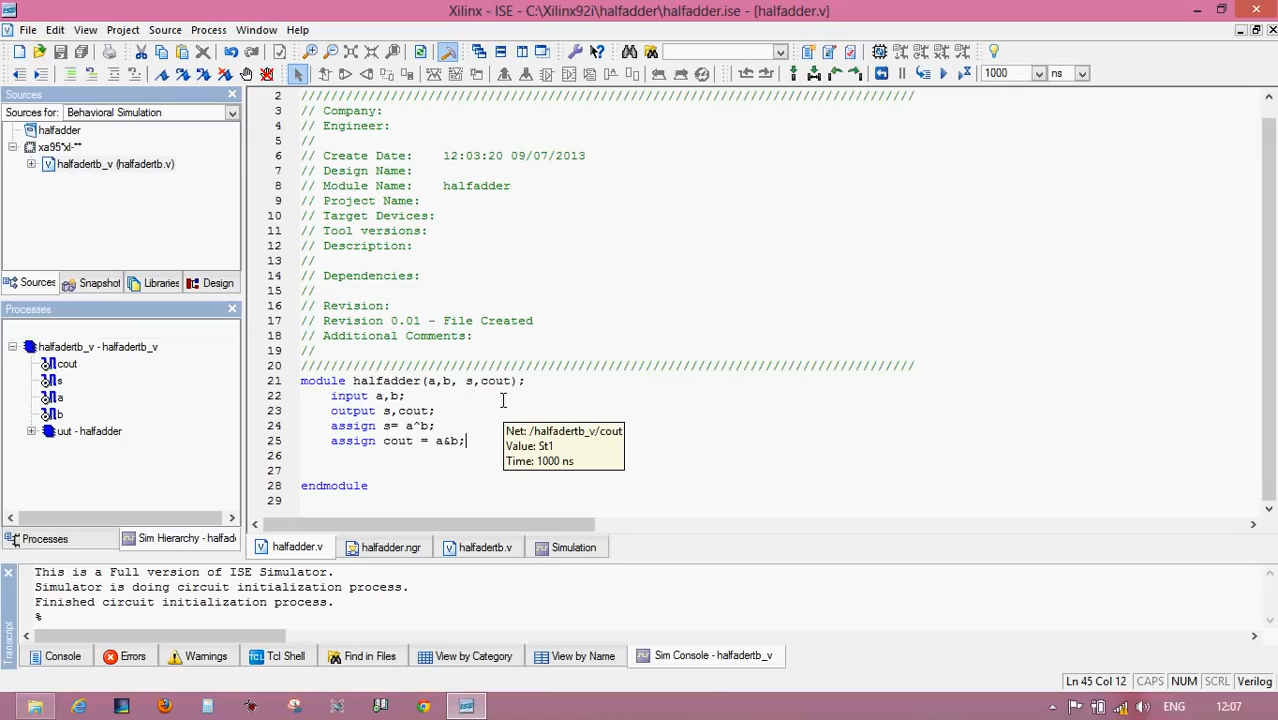 Xilinx - ISE - C:\Xilinx92i\halfadder\halfadder.ise - [halfadder.v]
File Edit View Project Source Process Window Help
1000 ns
Sources
Sources for: Behavioral Simulation
halfadder
xa95*xl-**
halfadertb_v (halfadertb.v)
Sources Snapshot Libraries Design
Processes
halfadertb_v - halfadertb_v
cout
s
a
b
uut - halfadder
Processes Sim Hierarchy - halfad
2 //////////////////////////////////////////////////////////////////////////////////
3 // Company:
4 // Engineer:
5 //
6 // Create Date: 12:03:20 09/07/2013
7 // Design Name:
8 // Module Name: halfadder
9 // Project Name:
10 // Target Devices:
11 // Tool versions:
12 // Description:
13 //
14 // Dependencies:
15 //
16 // Revision:
17 // Revision 0.01 - File Created
18 // Additional Comments:
19 //
20 //////////////////////////////////////////////////////////////////////////////////
21 module halfadder(a,b, s,cout);
22 input a,b;
23 output s,cout;
24 assign s= a^b;
25 assign cout = a&b;
26
27
28 endmodule
29
Net: /halfadertb_v/cout
Value: St1
Time: 1000 ns
halfadder.v halfadder.ngr halfadertb.v Simulation
This is a Full version of ISE Simulator.
Simulator is doing circuit initialization process.
Finished circuit initialization process.
%
Transcript
Console Errors Warnings Tcl Shell Find in Files View by Category View by Name Sim Console - halfadertb_v
Ln 45 Col 12 CAPS NUM SCRL Verilog
ISE ENG 12:07